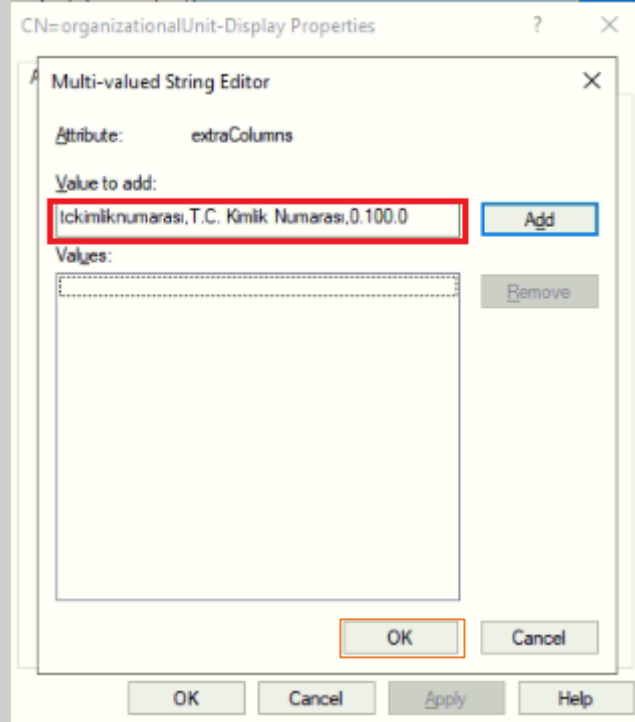 CN=organizationalUnit-Display Properties ? ×
A
Multi-valued String Editor ×
Attribute: extraColumns
Value to add:
tckimliknumarası,T.C. Kimlik Numarası,0.100.0
Add
Values:
Remove
OK Cancel
OK Cancel Apply Help